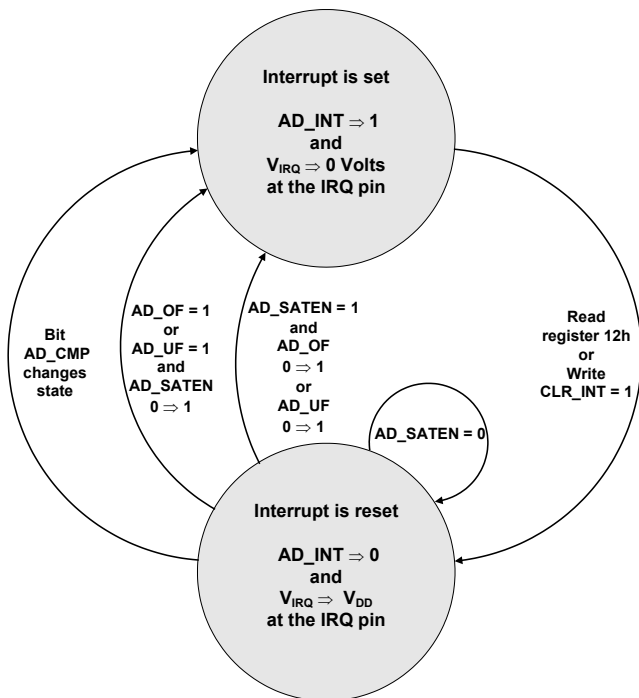 Interrupt is set
AD_INT ⇒ 1
and
VIRQ ⇒ 0 Volts
at the IRQ pin
Bit
AD_CMP
changes
state
AD_OF = 1
or
AD_UF = 1
and
AD_SATEN
0 ⇒ 1
AD_SATEN = 1
and
AD_OF
0 ⇒ 1
or
AD_UF
0 ⇒ 1
Read
register 12h
or
Write
CLR_INT = 1
AD_SATEN = 0
Interrupt is reset
AD_INT ⇒ 0
and
VIRQ ⇒ VDD
at the IRQ pin